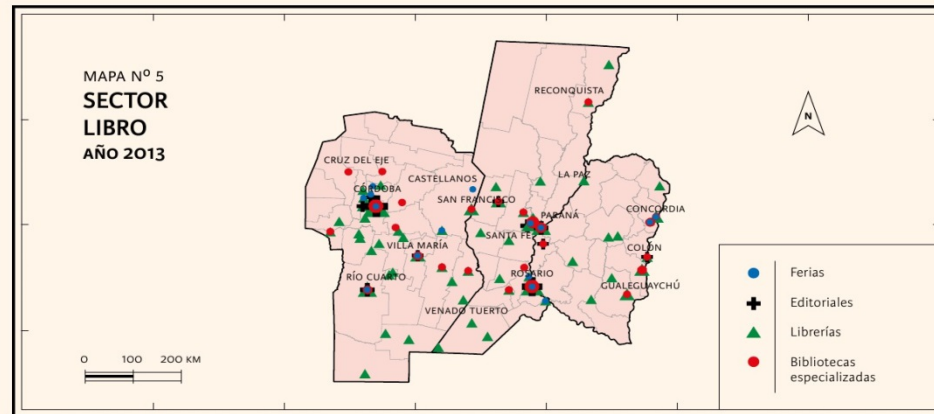 MAPA Nº 5
SECTOR
LIBRO
AÑO 2013
RECONQUISTA
N
CRUZ DEL EJE
CASTELLANOS
LA PAZ
CÓRDOBA
SAN FRANCISCO
PARANÁ
CONCORDIA
SANTA FE
VILLA MARÍA
COLÓN
RÍO CUARTO
ROSARIO
GUALEGUAYCHÚ
VENADO TUERTO
0 100 200 KM
Ferias
Editoriales
Librerías
Bibliotecas
especializadas